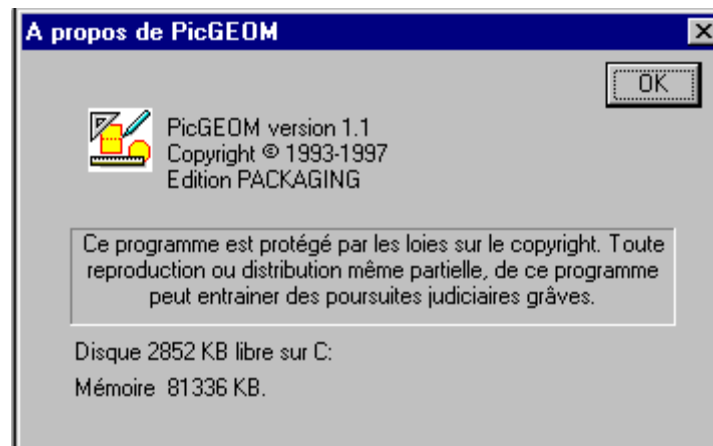 A propos de PicGEOM
OK
PicGEOM version 1.1
Copyright © 1993-1997
Edition PACKAGING
Ce programme est protégé par les loies sur le copyright. Toute
reproduction ou distribution même partielle, de ce programme
peut entrainer des poursuites judiciaires grâves.
Disque 2852 KB libre sur C:
Mémoire 81336 KB.